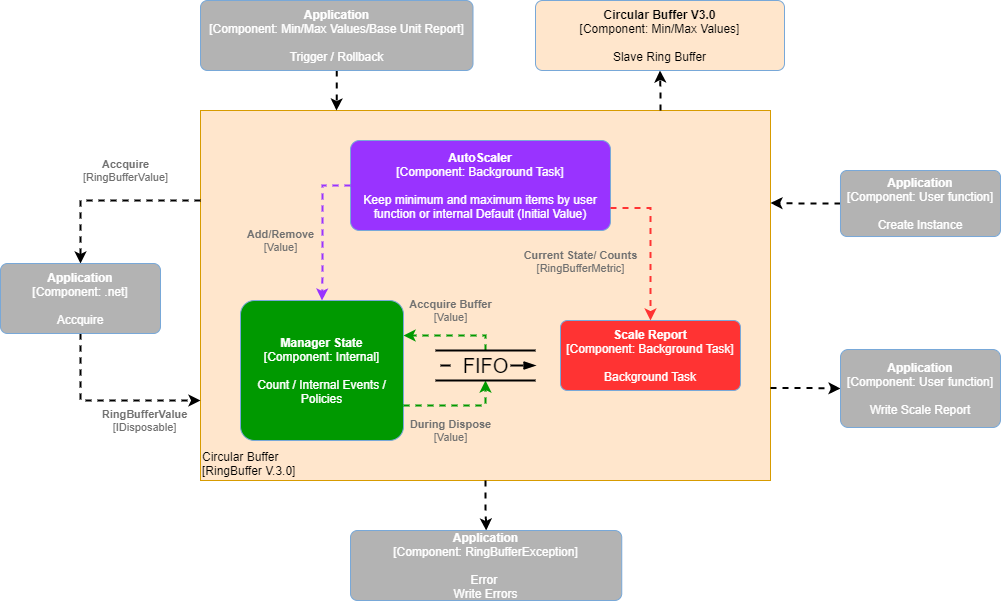 Application
[Component: Min/Max Values/Base Unit Report]
Trigger / Rollback
Circular Buffer V3.0
[Component: Min/Max Values]
Slave Ring Buffer
AutoScaler
[Component: Background Task]
Keep minimum and maximum items by user
function or internal Default (Initial Value)
Accquire
[RingBufferValue]
Application
[Component: User function]
Create Instance
Add/Remove
[Value]
Current State/ Counts
[RingBufferMetric]
Application
[Component: .net]
Accquire
Accquire Buffer
[Value]
Manager State
[Component: Internal]
Count / Internal Events /
Policies
FIFO
Scale Report
[Component: Background Task]
Background Task
Application
[Component: User function]
Write Scale Report
RingBufferValue
[IDisposable]
During Dispose
[Value]
Circular Buffer
[RingBuffer V.3.0]
Application
[Component: RingBufferException]
Error
Write Errors